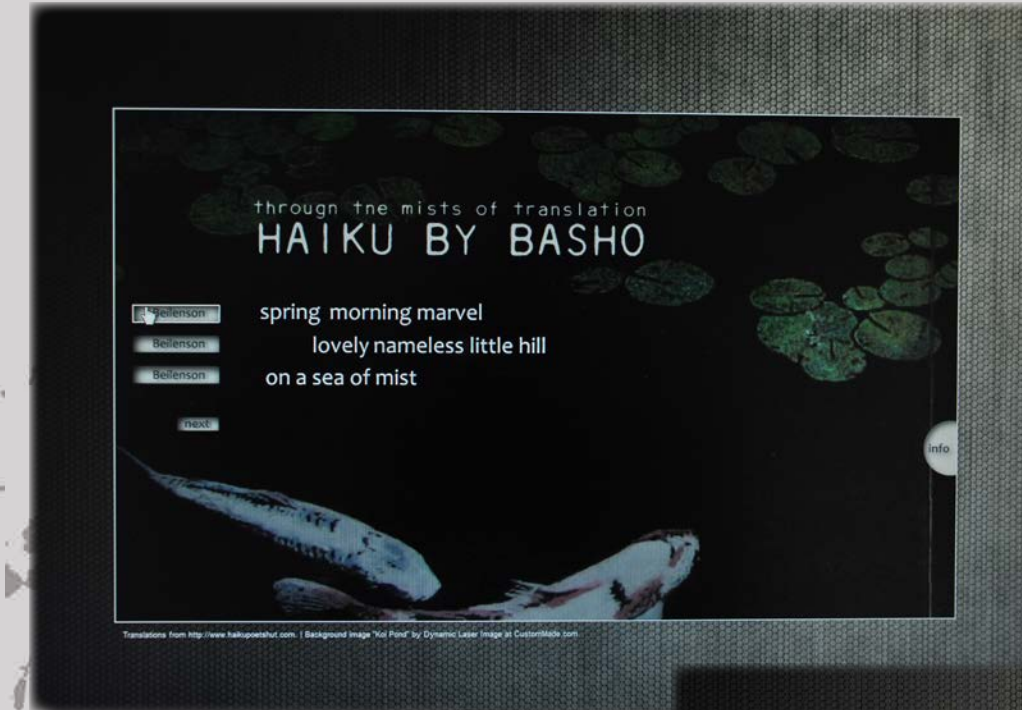 through the mists of translation
HAIKU BY BASHO
Beilenson
spring morning marvel
Beilenson
lovely nameless little hill
Beilenson
on a sea of mist
next
info
Translations from http://www.haikupoetshut.com. | Background image "Koi Pond" by Dynamic Laser Image at CustomMade.com